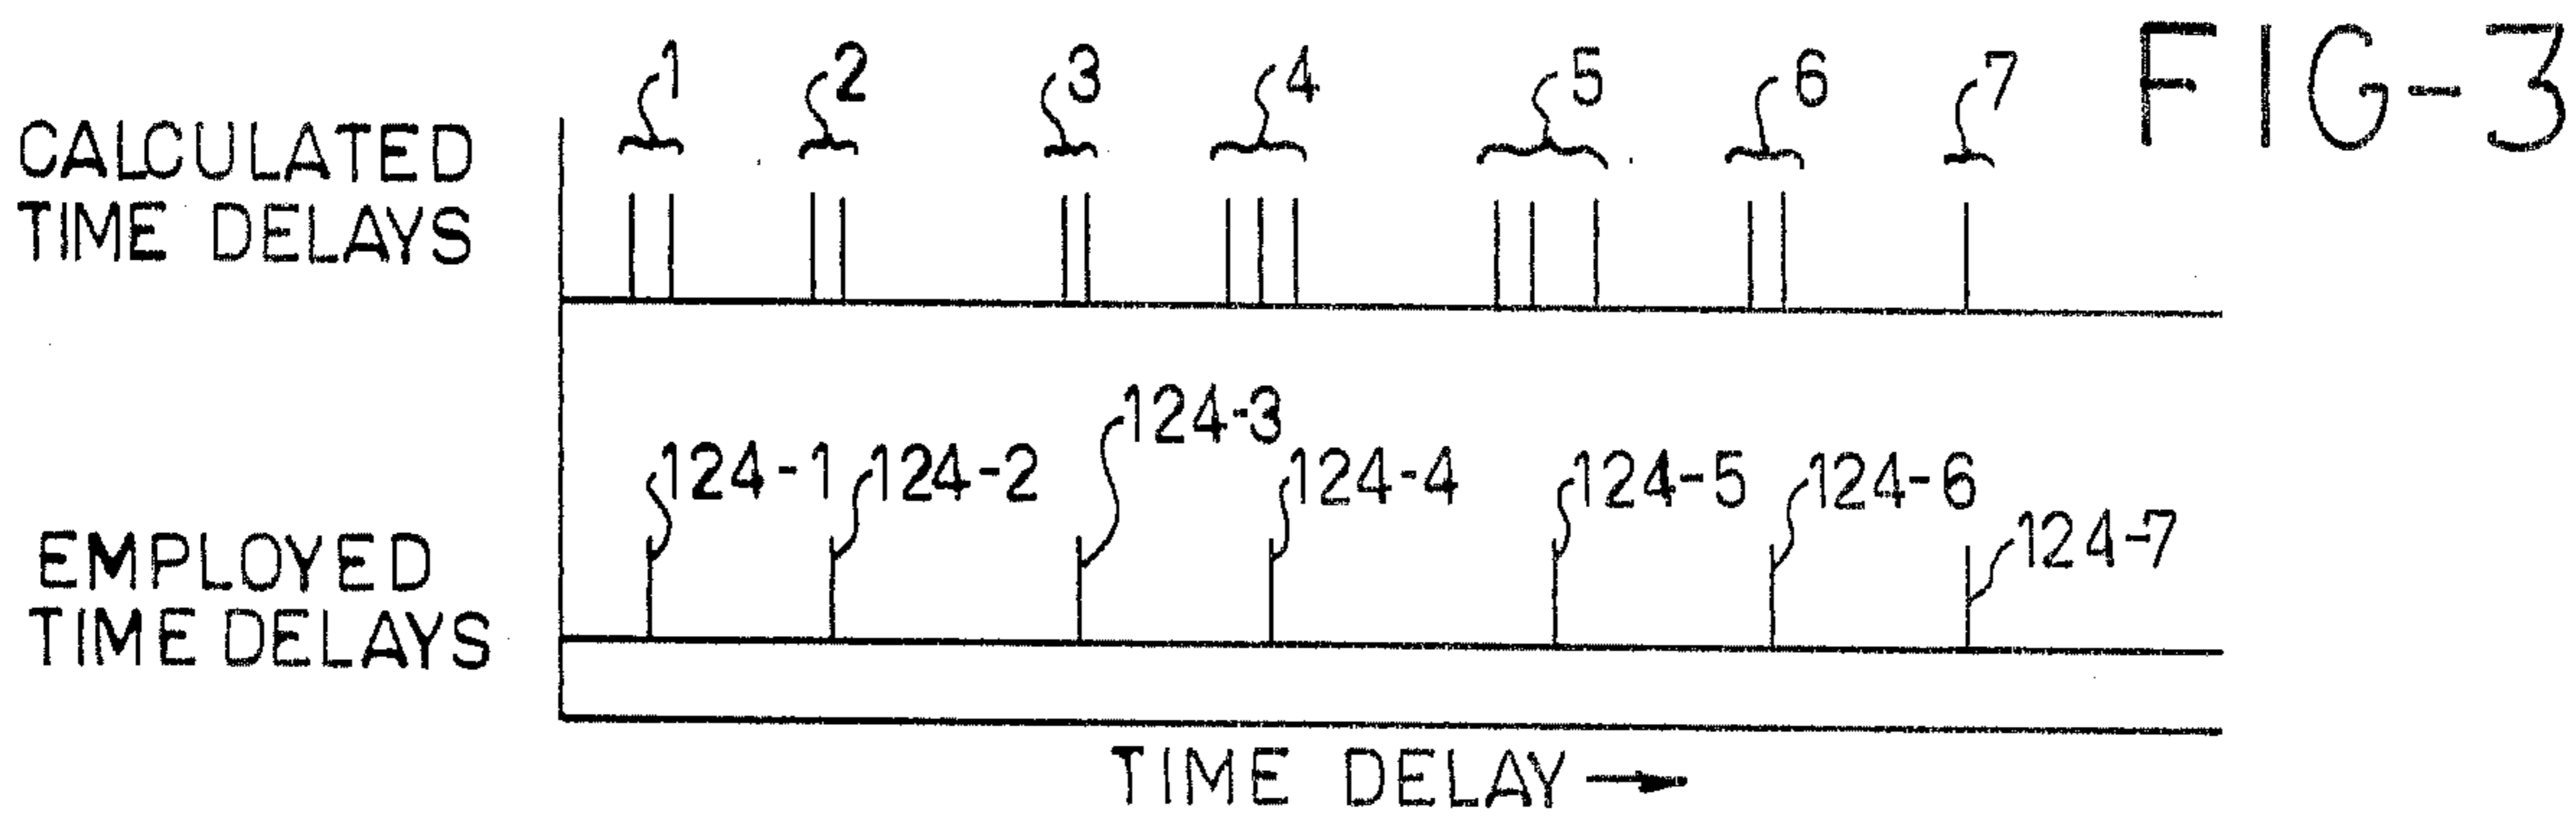 FIG-3
1 2 3 4 5 6 7
CALCULATED
TIME DELAYS
124-1 124-2 124-3 124-4 124-5 124-6 124-7
EMPLOYED
TIME DELAYS
TIME DELAY